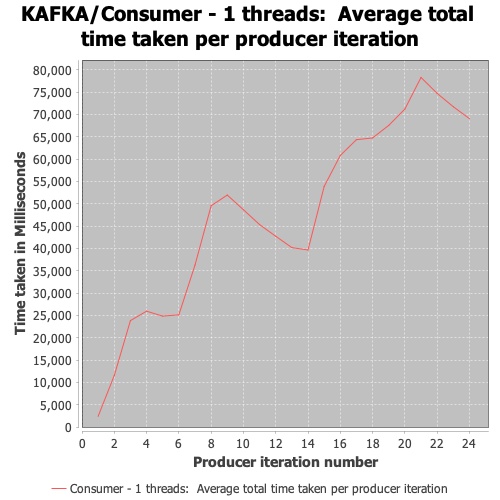 KAFKA/Consumer - 1 threads:  Average total
time taken per producer iteration
80,000
75,000
70,000
65,000
60,000
55,000
50,000
45,000
40,000
35,000
30,000
25,000
20,000
15,000
10,000
5,000
0
Time taken in Milliseconds
0 2 4 6 8 10 12 14 16 18 20 22 24
Producer iteration number
Consumer - 1 threads:  Average total time taken per producer iteration